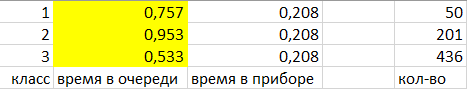 1 0,757 0,208 50
2 0,953 0,208 201
3 0,533 0,208 436
класс время в очереди время в приборе кол-во